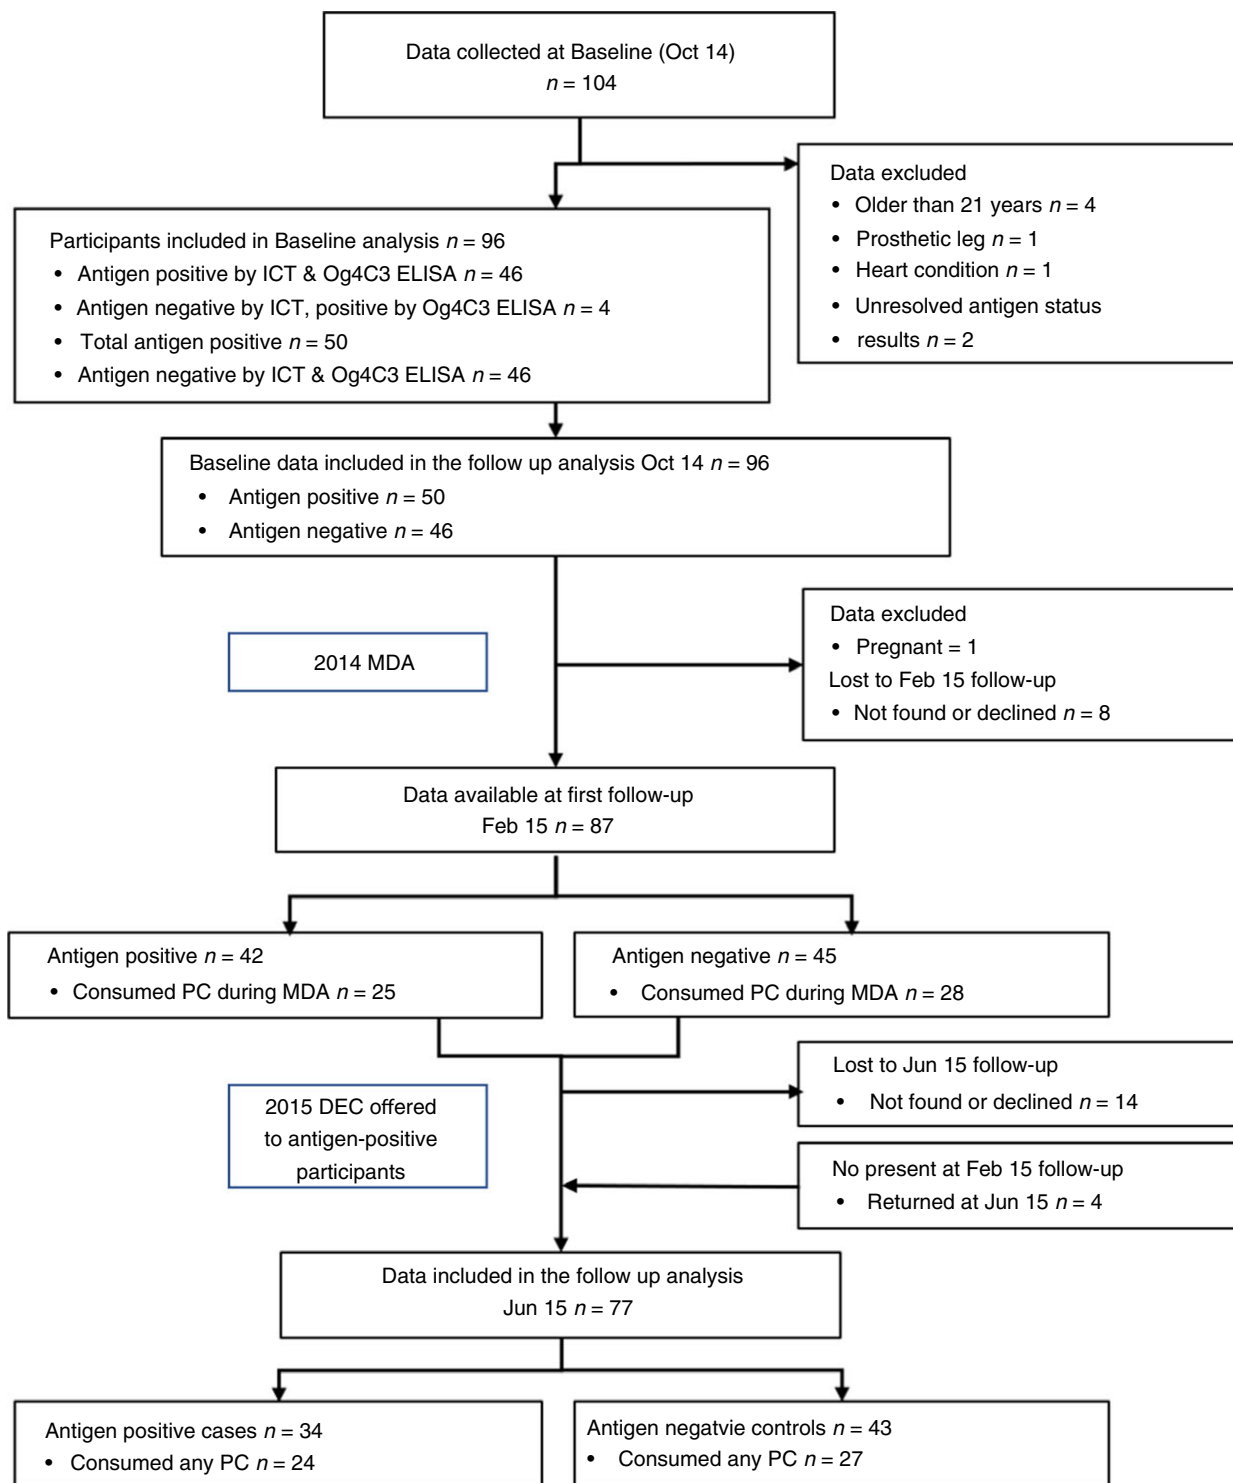 Data collected at Baseline (Oct 14)
n = 104
Data excluded
• Older than 21 years n = 4
• Prosthetic leg n = 1
• Heart condition n = 1
• Unresolved antigen status
• results n = 2
Participants included in Baseline analysis n = 96
• Antigen positive by ICT & Og4C3 ELISA n = 46
• Antigen negative by ICT, positive by Og4C3 ELISA n = 4
• Total antigen positive n = 50
• Antigen negative by ICT & Og4C3 ELISA n = 46
Baseline data included in the follow up analysis Oct 14 n = 96
• Antigen positive n = 50
• Antigen negative n = 46
2014 MDA
Data excluded
• Pregnant = 1
Lost to Feb 15 follow-up
• Not found or declined n = 8
Data available at first follow-up
Feb 15 n = 87
Antigen positive n = 42
• Consumed PC during MDA n = 25
Antigen negative n = 45
• Consumed PC during MDA n = 28
2015 DEC offered
to antigen-positive
participants
Lost to Jun 15 follow-up
• Not found or declined n = 14
No present at Feb 15 follow-up
• Returned at Jun 15 n = 4
Data included in the follow up analysis
Jun 15 n = 77
Antigen positive cases n = 34
• Consumed any PC n = 24
Antigen negatvie controls n = 43
• Consumed any PC n = 27